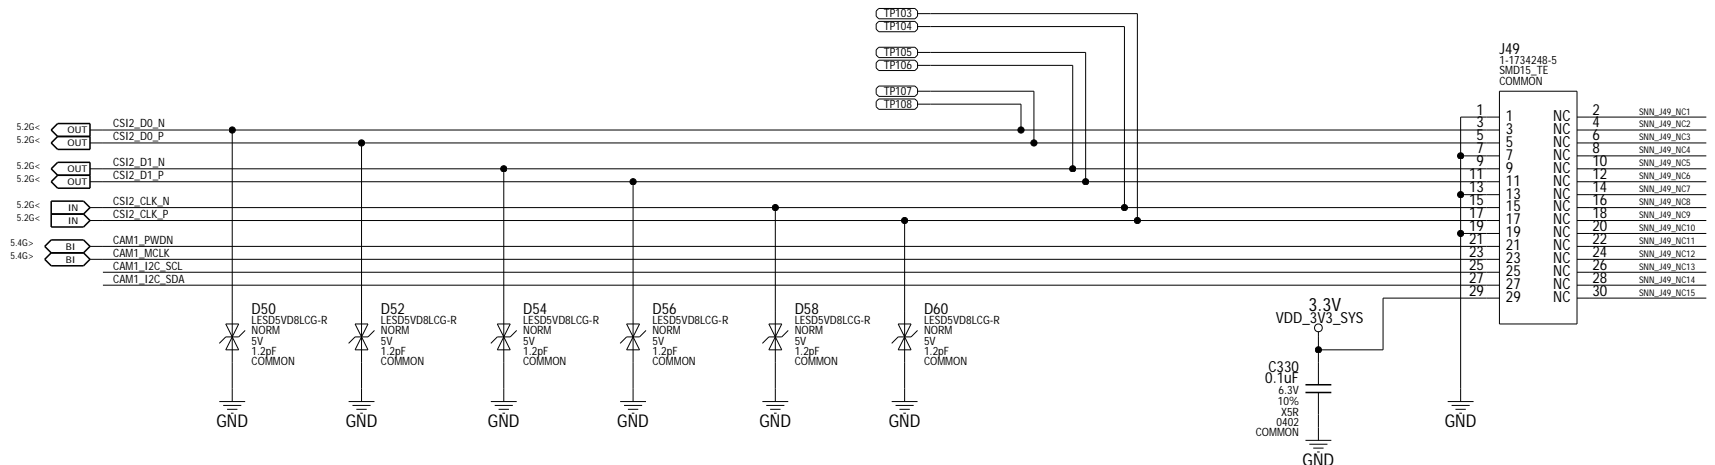 TP103
TP104
TP105
TP106
TP107
TP108
J49
1-1734248-5
SMD15_TE
COMMON
5.2G< OUT CSI2_D0_N
5.2G< OUT CSI2_D0_P
5.2G< OUT CSI2_D1_N
5.2G< OUT CSI2_D1_P
5.2G< IN CSI2_CLK_N
5.2G< IN CSI2_CLK_P
5.4G> BI CAM1_PWDN
5.4G> BI CAM1_MCLK
CAM1_I2C_SCL
CAM1_I2C_SDA
1 1 NC 2 SNN_J49_NC1
3 3 NC 4 SNN_J49_NC2
5 5 NC 6 SNN_J49_NC3
7 7 NC 8 SNN_J49_NC4
9 9 NC 10 SNN_J49_NC5
11 11 NC 12 SNN_J49_NC6
13 13 NC 14 SNN_J49_NC7
15 15 NC 16 SNN_J49_NC8
17 17 NC 18 SNN_J49_NC9
19 19 NC 20 SNN_J49_NC10
21 21 NC 22 SNN_J49_NC11
23 23 NC 24 SNN_J49_NC12
25 25 NC 26 SNN_J49_NC13
27 27 NC 28 SNN_J49_NC14
29 29 NC 30 SNN_J49_NC15
D50
LESD5VD8LCG-R
NORM
5V
1.2pF
COMMON
GND
D52
LESD5VD8LCG-R
NORM
5V
1.2pF
COMMON
GND
D54
LESD5VD8LCG-R
NORM
5V
1.2pF
COMMON
GND
D56
LESD5VD8LCG-R
NORM
5V
1.2pF
COMMON
GND
D58
LESD5VD8LCG-R
NORM
5V
1.2pF
COMMON
GND
D60
LESD5VD8LCG-R
NORM
5V
1.2pF
COMMON
GND
3.3V
VDD_3V3_SYS
C330
0.1uF
6.3V
10%
X5R
0402
COMMON
GND
GND